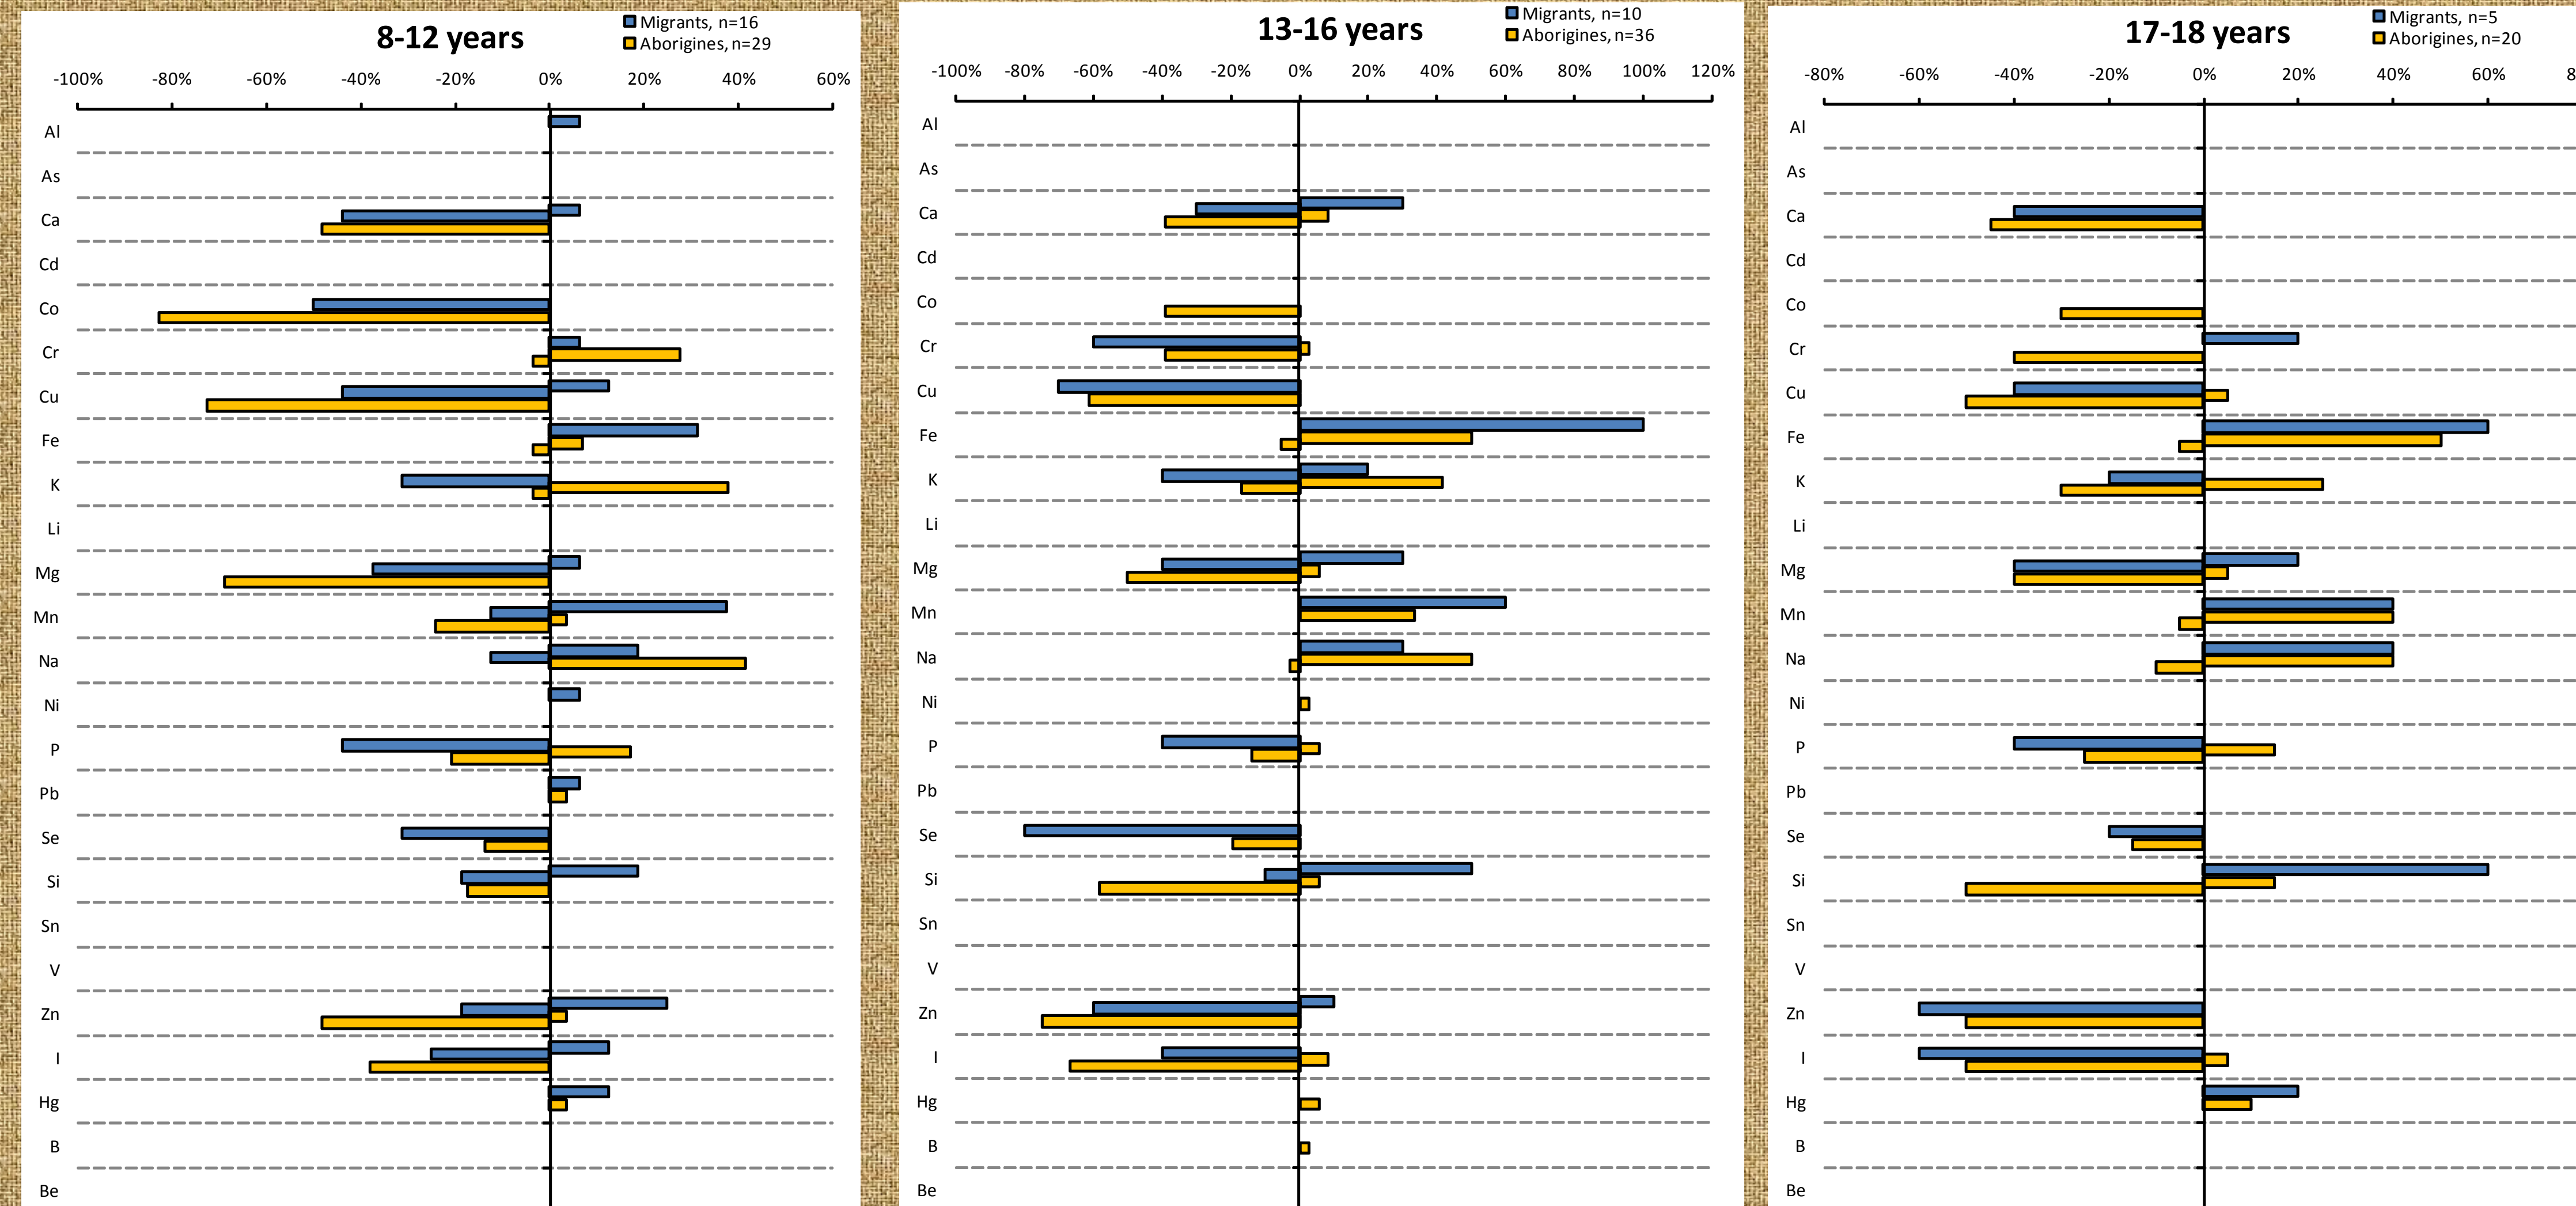 8-12 years
Migrants, n=16
Aborigines, n=29
-100% -80% -60% -40% -20% 0% 20% 40% 60%
Al
As
Ca
Cd
Co
Cr
Cu
Fe
K
Li
Mg
Mn
Na
Ni
P
Pb
Se
Si
Sn
V
Zn
I
Hg
B
Be
13-16 years
Migrants, n=10
Aborigines, n=36
-100% -80% -60% -40% -20% 0% 20% 40% 60% 80% 100% 120%
Al
As
Ca
Cd
Co
Cr
Cu
Fe
K
Li
Mg
Mn
Na
Ni
P
Pb
Se
Si
Sn
V
Zn
I
Hg
B
Be
17-18 years
Migrants, n=5
Aborigines, n=20
-80% -60% -40% -20% 0% 20% 40% 60% 8
Al
As
Ca
Cd
Co
Cr
Cu
Fe
K
Li
Mg
Mn
Na
Ni
P
Pb
Se
Si
Sn
V
Zn
I
Hg
B
Be